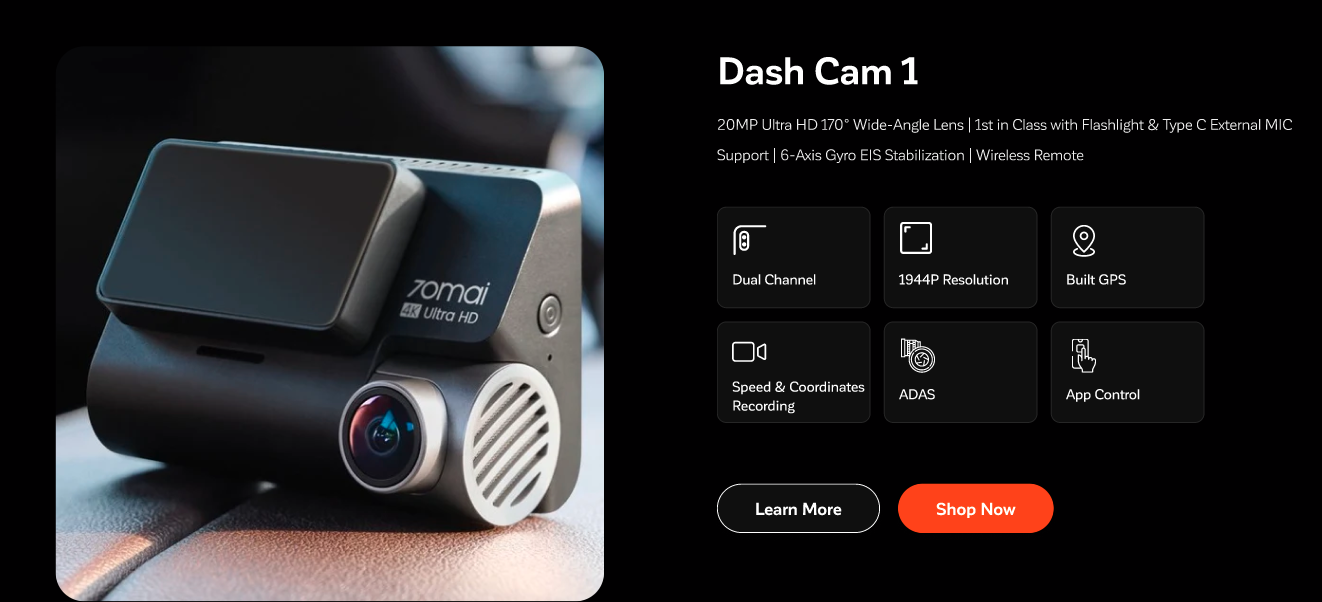 Dash Cam 1
20MP Ultra HD 170° Wide-Angle Lens | 1st in Class with Flashlight & Type C External MIC
Support | 6-Axis Gyro EIS Stabilization | Wireless Remote
70mai
4K Ultra HD
Dual Channel
1944P Resolution
Built GPS
Speed & Coordinates
Recording
ADAS
App Control
Learn More
Shop Now